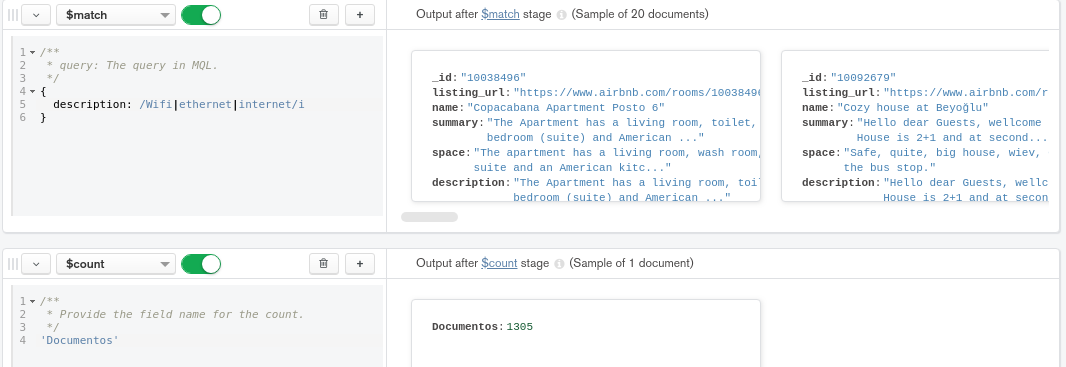 $match
+
Output after $match stage (Sample of 20 documents)
1 /**
2 * query: The query in MQL.
3 */
4 {
5 description: /Wifi|ethernet|internet/i
6 }
_id: "10038496"
listing_url: "https://www.airbnb.com/rooms/10038496
name: "Copacabana Apartment Posto 6"
summary: "The Apartment has a living room, toilet,
bedroom (suite) and American ..."
space: "The apartment has a living room, wash room,
suite and an American kitc..."
description: "The Apartment has a living room, toil
bedroom (suite) and American ..."
_id: "10092679"
listing_url: "https://www.airbnb.com/r
name: "Cozy house at Beyoğlu"
summary: "Hello dear Guests, wellcome
House is 2+1 and at second...
space: "Safe, quite, big house, wiev,
the bus stop."
description: "Hello dear Guests, wellc
House is 2+1 and at secon
$count
+
Output after $count stage (Sample of 1 document)
1 /**
2 * Provide the field name for the count.
3 */
4 'Documentos'
Documentos: 1305